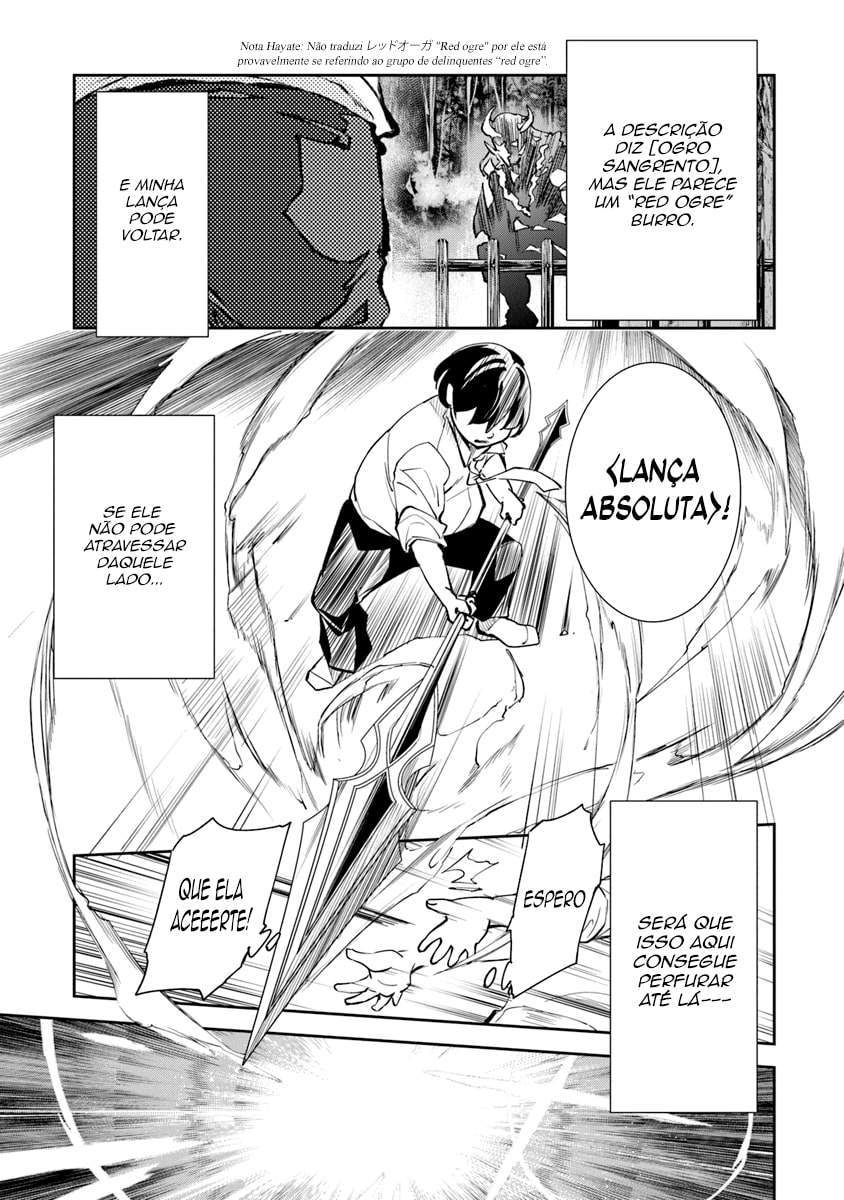 Nota Hayate: Não traduzi レッドオーガ "Red ogre" por ele está
provavelmente se referindo ao grupo de delinquentes “red ogre”.
A DESCRIÇÃO
DIZ [OGRO
SANGRENTO],
MAS ELE PARECE
UM “RED OGRE”
BURRO.
E MINHA
LANÇA
PODE
VOLTAR.
<LANÇA
ABSOLUTA>!
SE ELE
NÃO PODE
ATRAVESSAR
DAQUELE
LADO...
ESPERO
QUE ELA
ACEEERTE!
SERÁ QUE
ISSO AQUI
CONSEGUE
PERFURAR
ATÉ LÁ---